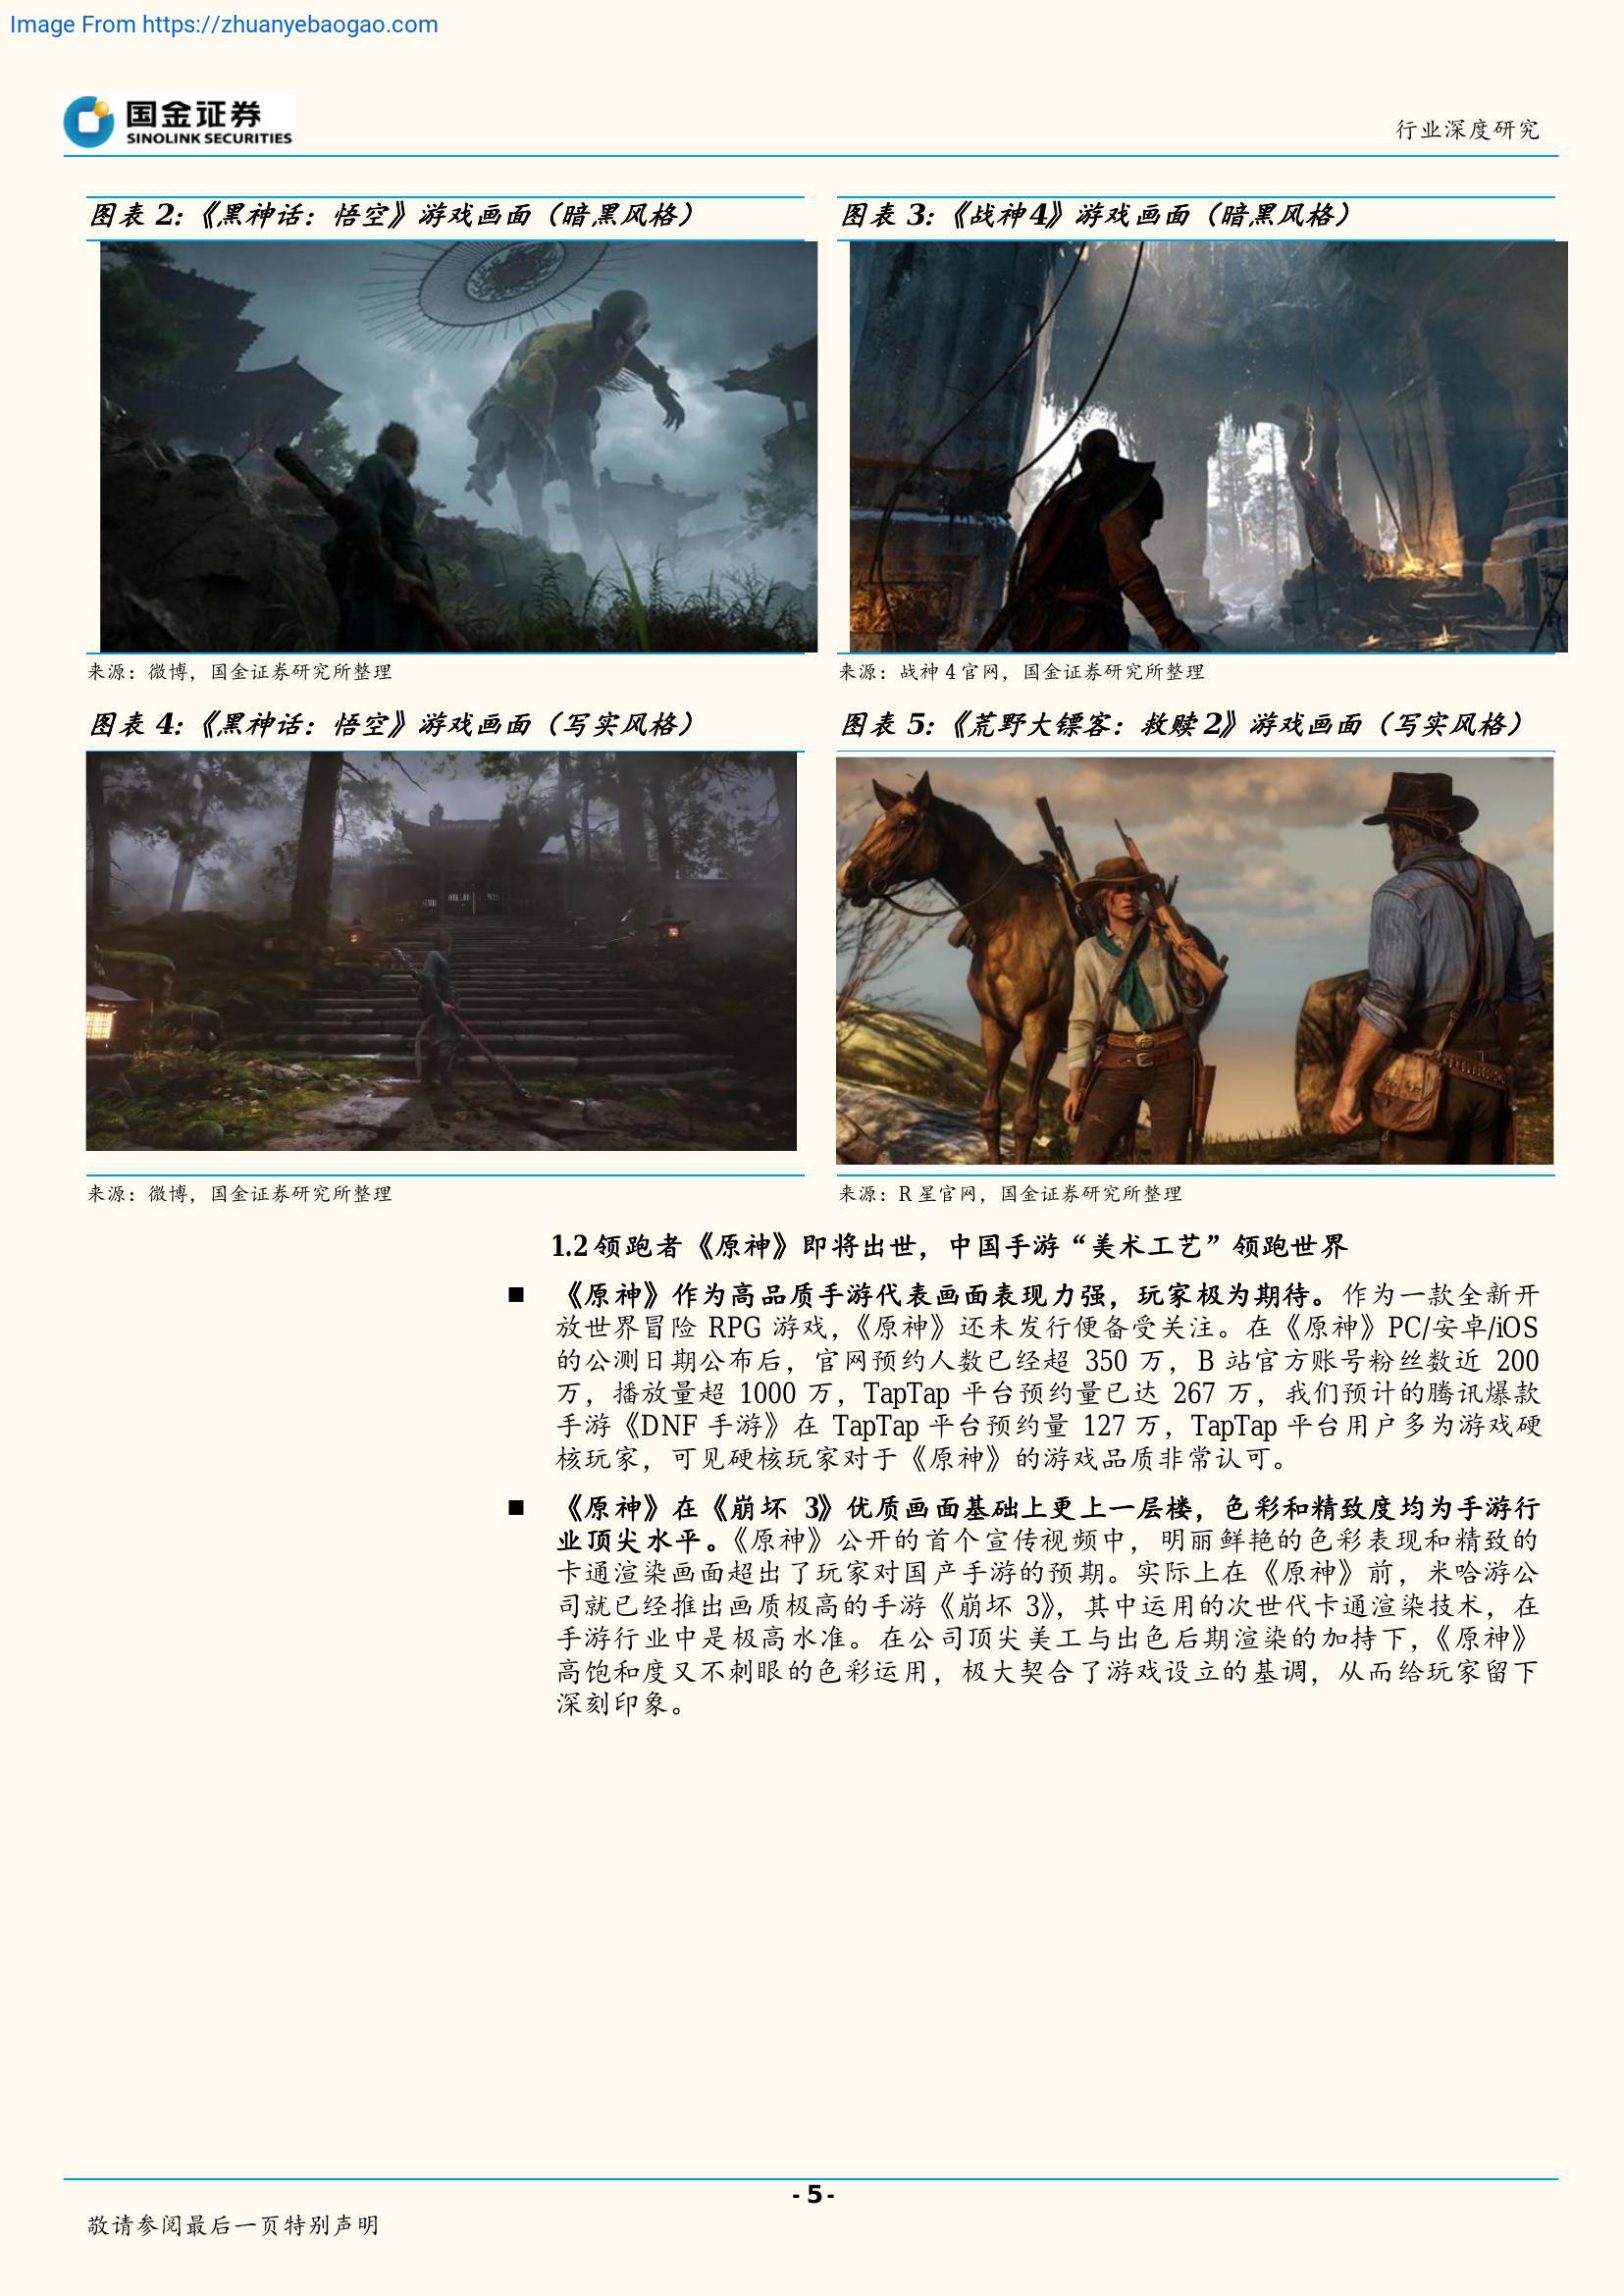 Image From https://zhuanyebaogao.com
国金证券
SINOLINK SECURITIES
行业深度研究
图表 2:《黑神话：悟空》游戏画面（暗黑风格）
图表 3:《战神4》游戏画面（暗黑风格）
来源：微博，国金证券研究所整理
来源：战神 4 官网，国金证券研究所整理
图表 4:《黑神话：悟空》游戏画面（写实风格）
图表 5:《荒野大镖客：救赎 2》游戏画面（写实风格）
来源：微博，国金证券研究所整理
来源：R 星官网，国金证券研究所整理
1.2 领跑者《原神》即将出世，中国手游“美术工艺”领跑世界
■ 《原神》作为高品质手游代表画面表现力强，玩家极为期待。作为一款全新开
放世界冒险 RPG 游戏，《原神》还未发行便备受关注。在《原神》PC/安卓/iOS
的公测日期公布后，官网预约人数已经超 350 万，B 站官方账号粉丝数近 200
万，播放量超 1000 万，TapTap 平台预约量已达 267 万，我们预计的腾讯爆款
手游《DNF 手游》在 TapTap 平台预约量 127 万，TapTap 平台用户多为游戏硬
核玩家，可见硬核玩家对于《原神》的游戏品质非常认可。
■ 《原神》在《崩坏 3》优质画面基础上更上一层楼，色彩和精致度均为手游行
业顶尖水平。《原神》公开的首个宣传视频中，明丽鲜艳的色彩表现和精致的
卡通渲染画面超出了玩家对国产手游的预期。实际上在《原神》前，米哈游公
司就已经推出画质极高的手游《崩坏 3》，其中运用的次世代卡通渲染技术，在
手游行业中是极高水准。在公司顶尖美工与出色后期渲染的加持下，《原神》
高饱和度又不刺眼的色彩运用，极大契合了游戏设立的基调，从而给玩家留下
深刻印象。
- 5 -
敬请参阅最后一页特别声明